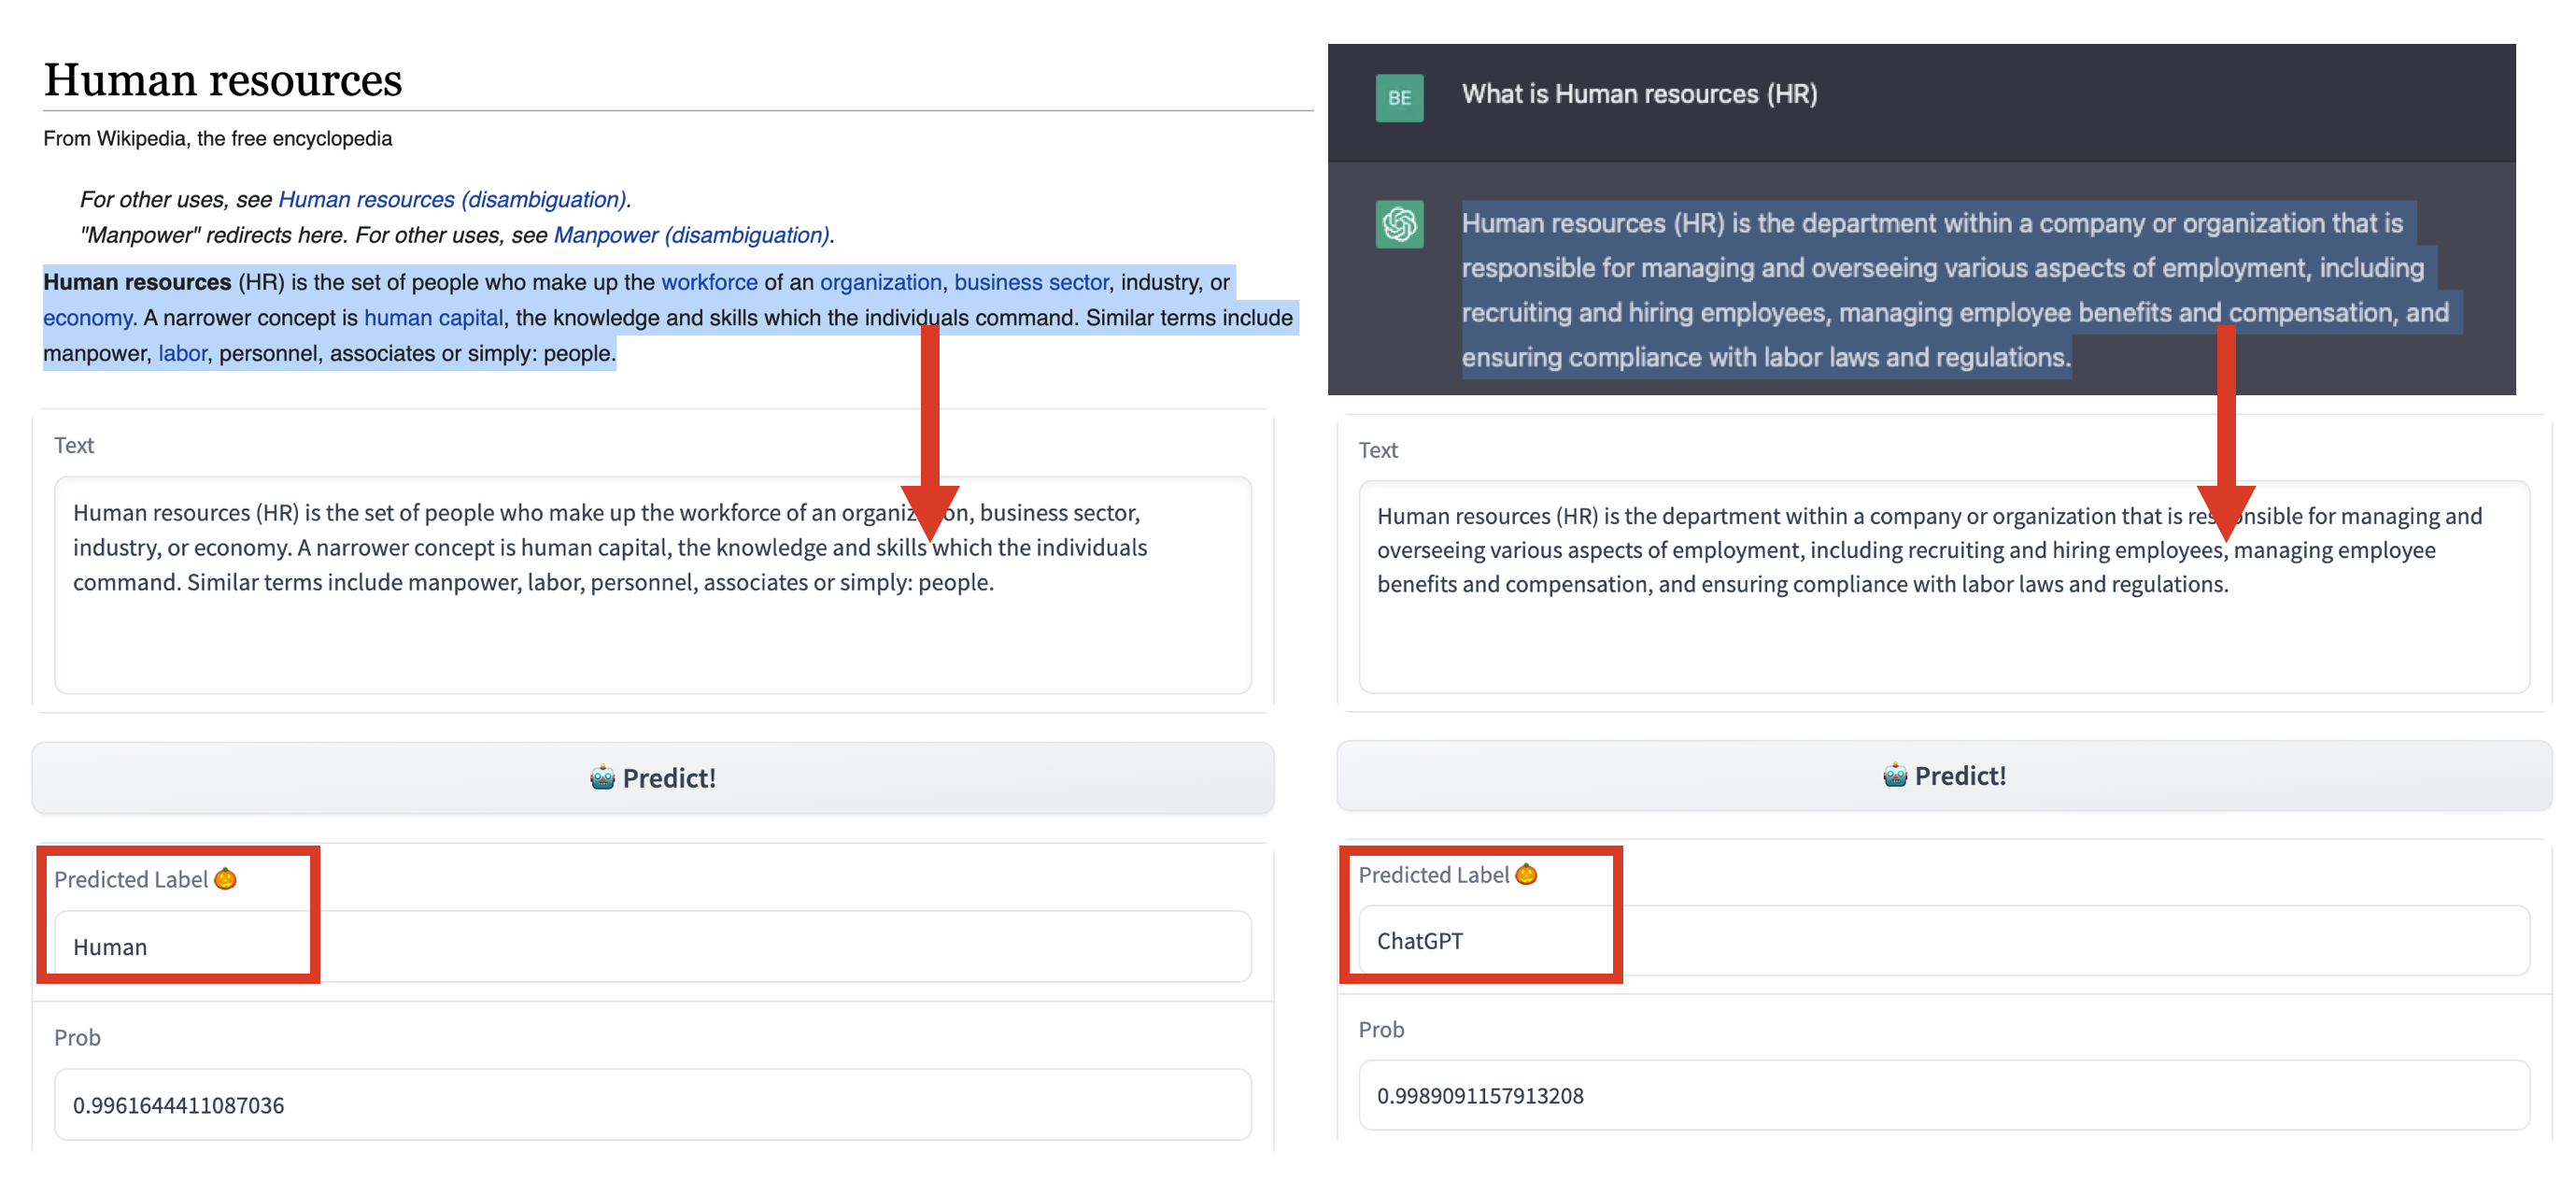 Human resources
From Wikipedia, the free encyclopedia
For other uses, see Human resources (disambiguation).
"Manpower" redirects here. For other uses, see Manpower (disambiguation).
Human resources (HR) is the set of people who make up the workforce of an organization, business sector, industry, or
economy. A narrower concept is human capital, the knowledge and skills which the individuals command. Similar terms include
manpower, labor, personnel, associates or simply: people.
Text
Human resources (HR) is the set of people who make up the workforce of an organization, business sector,
industry, or economy. A narrower concept is human capital, the knowledge and skills which the individuals
command. Similar terms include manpower, labor, personnel, associates or simply: people.
🤖 Predict!
Predicted Label 🎃
Human
Prob
0.9961644411087036
BE
What is Human resources (HR)
Human resources (HR) is the department within a company or organization that is
responsible for managing and overseeing various aspects of employment, including
recruiting and hiring employees, managing employee benefits and compensation, and
ensuring compliance with labor laws and regulations.
Text
Human resources (HR) is the department within a company or organization that is responsible for managing and
overseeing various aspects of employment, including recruiting and hiring employees, managing employee
benefits and compensation, and ensuring compliance with labor laws and regulations.
🤖 Predict!
Predicted Label 🎃
ChatGPT
Prob
0.9989091157913208